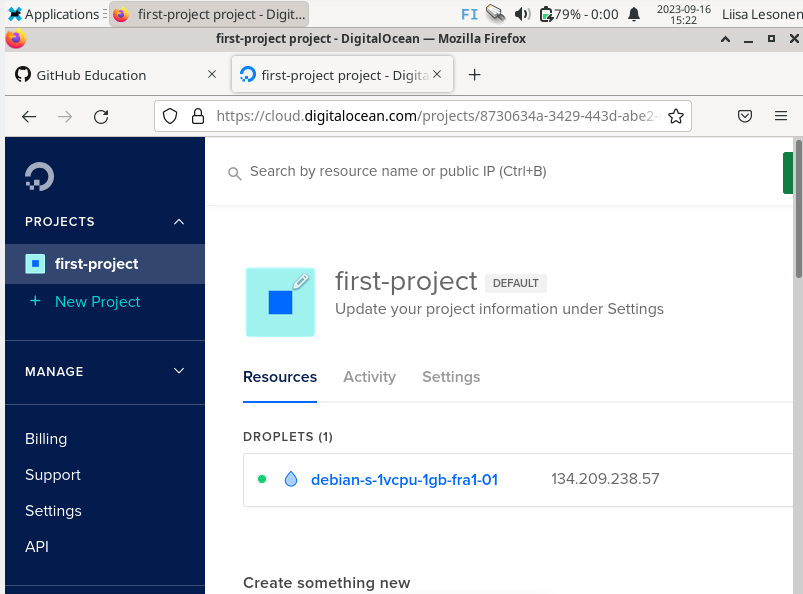 Applications
first-project project - Digit...
FI
79% - 0:00
2023-09-16
15:22
Liisa Lesonen
first-project project - DigitalOcean — Mozilla Firefox
GitHub Education
first-project project - Digita
https://cloud.digitalocean.com/projects/8730634a-3429-443d-abe2-
Search by resource name or public IP (Ctrl+B)
PROJECTS
first-project
+ New Project
MANAGE
Billing
Support
Settings
API
first-project DEFAULT
Update your project information under Settings
Resources Activity Settings
DROPLETS (1)
debian-s-1vcpu-1gb-fra1-01 134.209.238.57
Create something new